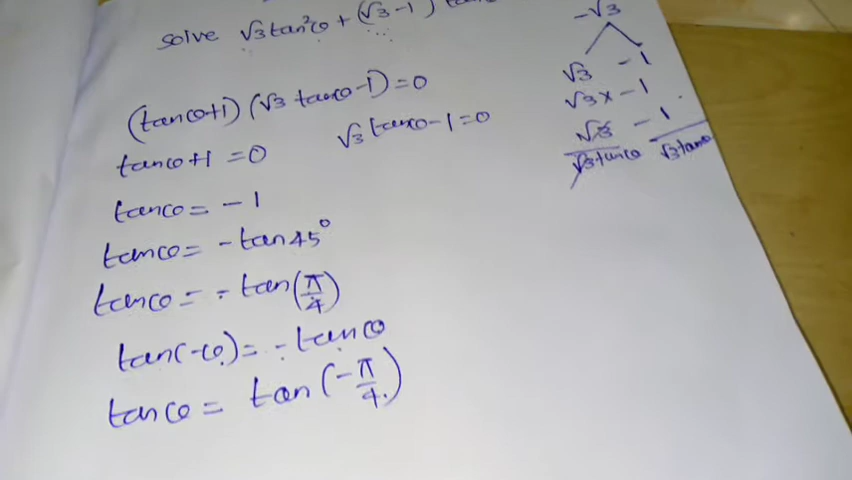 solve √3tan²θ + (√3-1)
(tanθ+1) (√3 tanθ-1)=0
tanθ+1 =0
√3 tanθ-1=0
tanθ= -1
tanθ= -tan45°
tanθ= -tan(π/4)
tan(-θ)= -tanθ
tanθ= tan(-π/4)
-√3
√3 -1
√3 × -1
√3/√3tanθ -1/√3tanθ